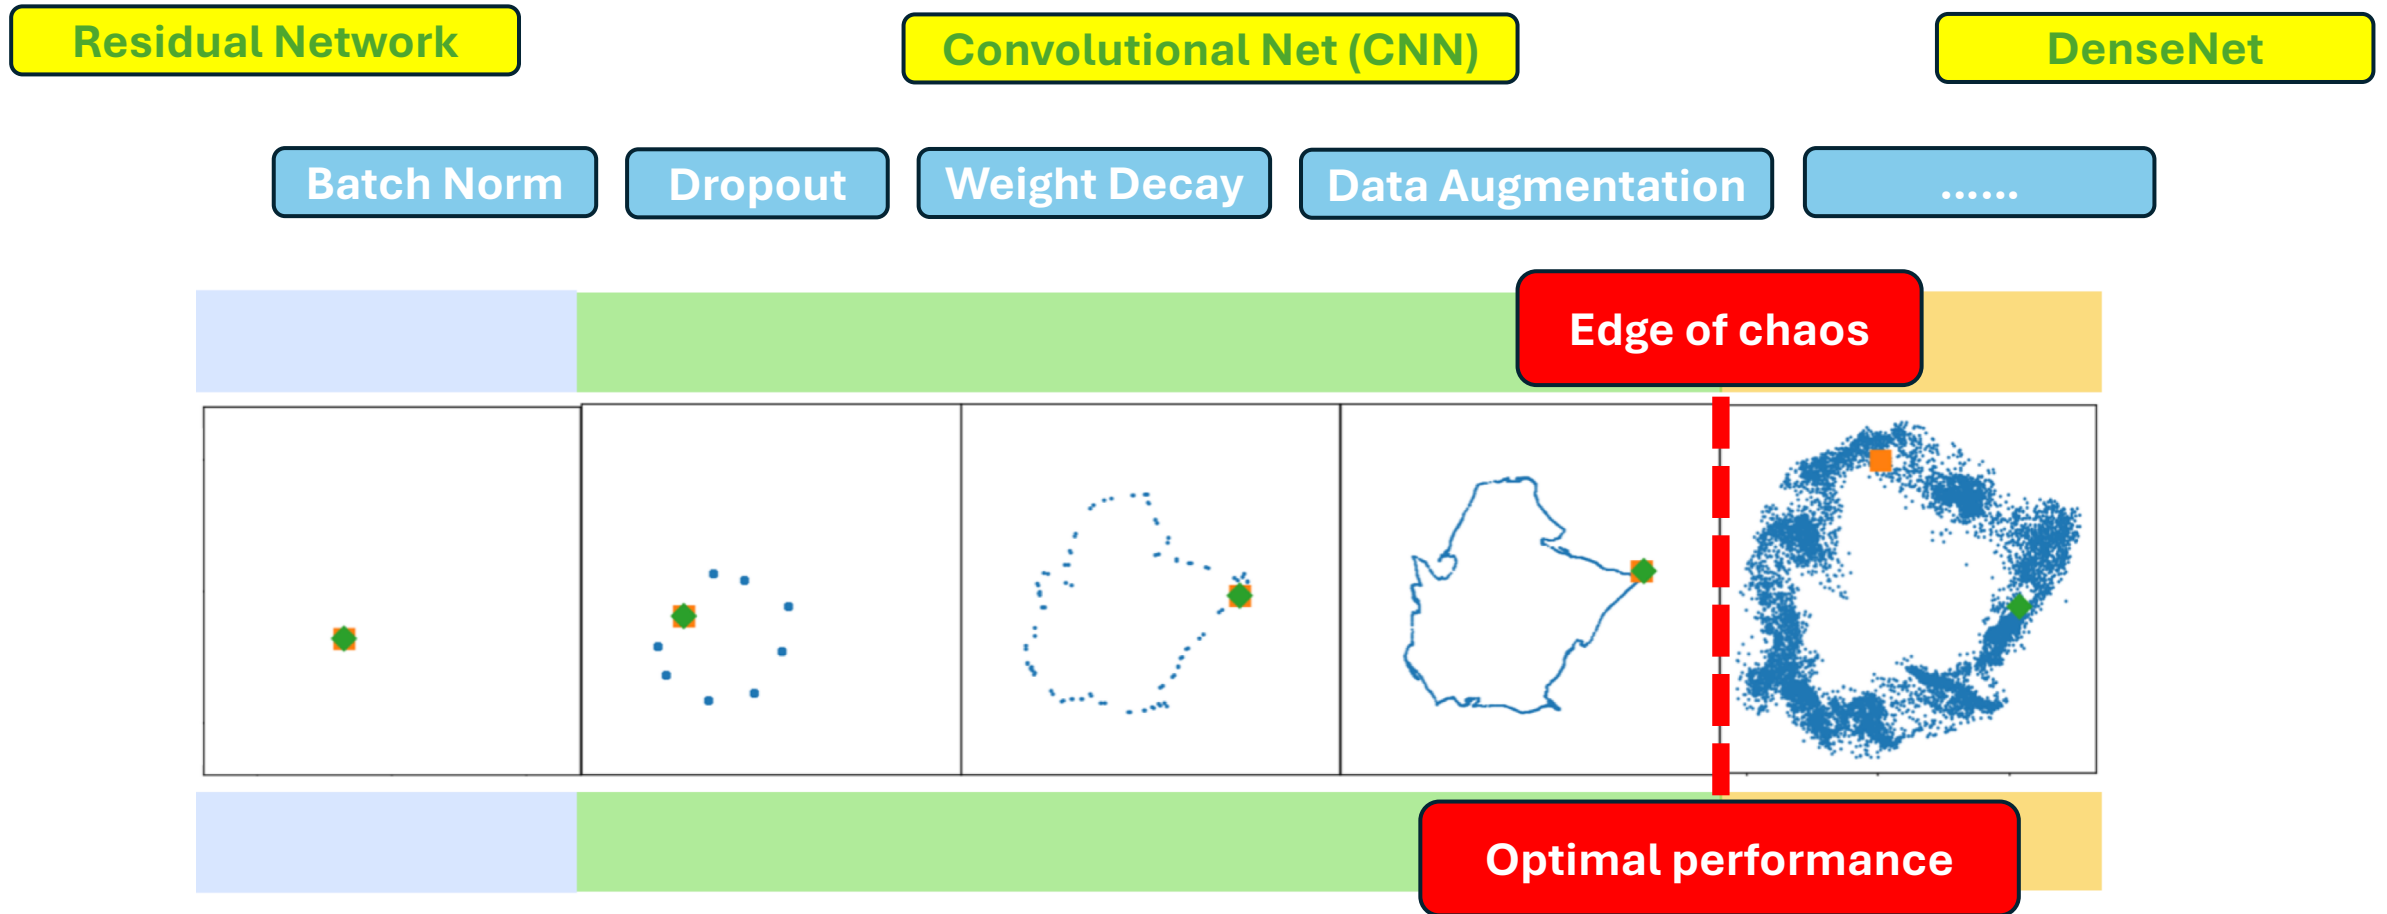 Residual Network
Convolutional Net (CNN)
DenseNet
Batch Norm
Dropout
Weight Decay
Data Augmentation
......
Edge of chaos
Optimal performance